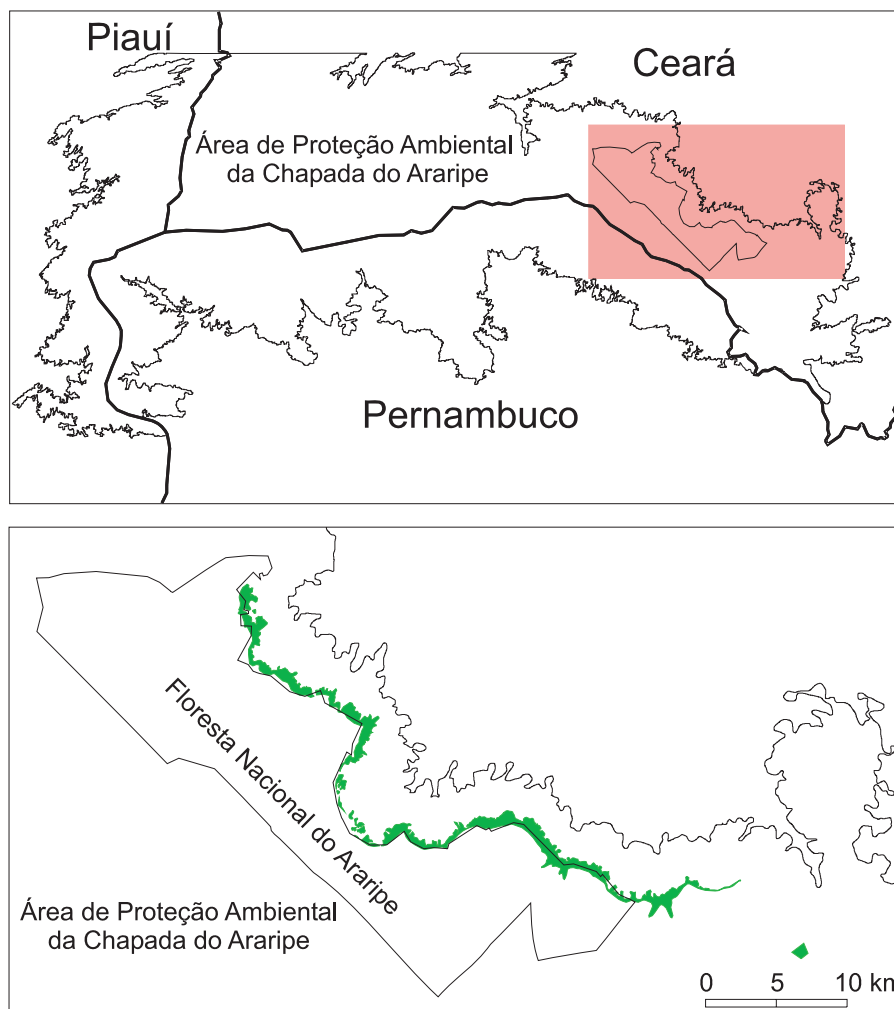 Piauí
Ceará
Área de Proteção Ambiental
da Chapada do Araripe
Pernambuco
Floresta Nacional do Araripe
Área de Proteção Ambiental
da Chapada do Araripe
0 5 10 km